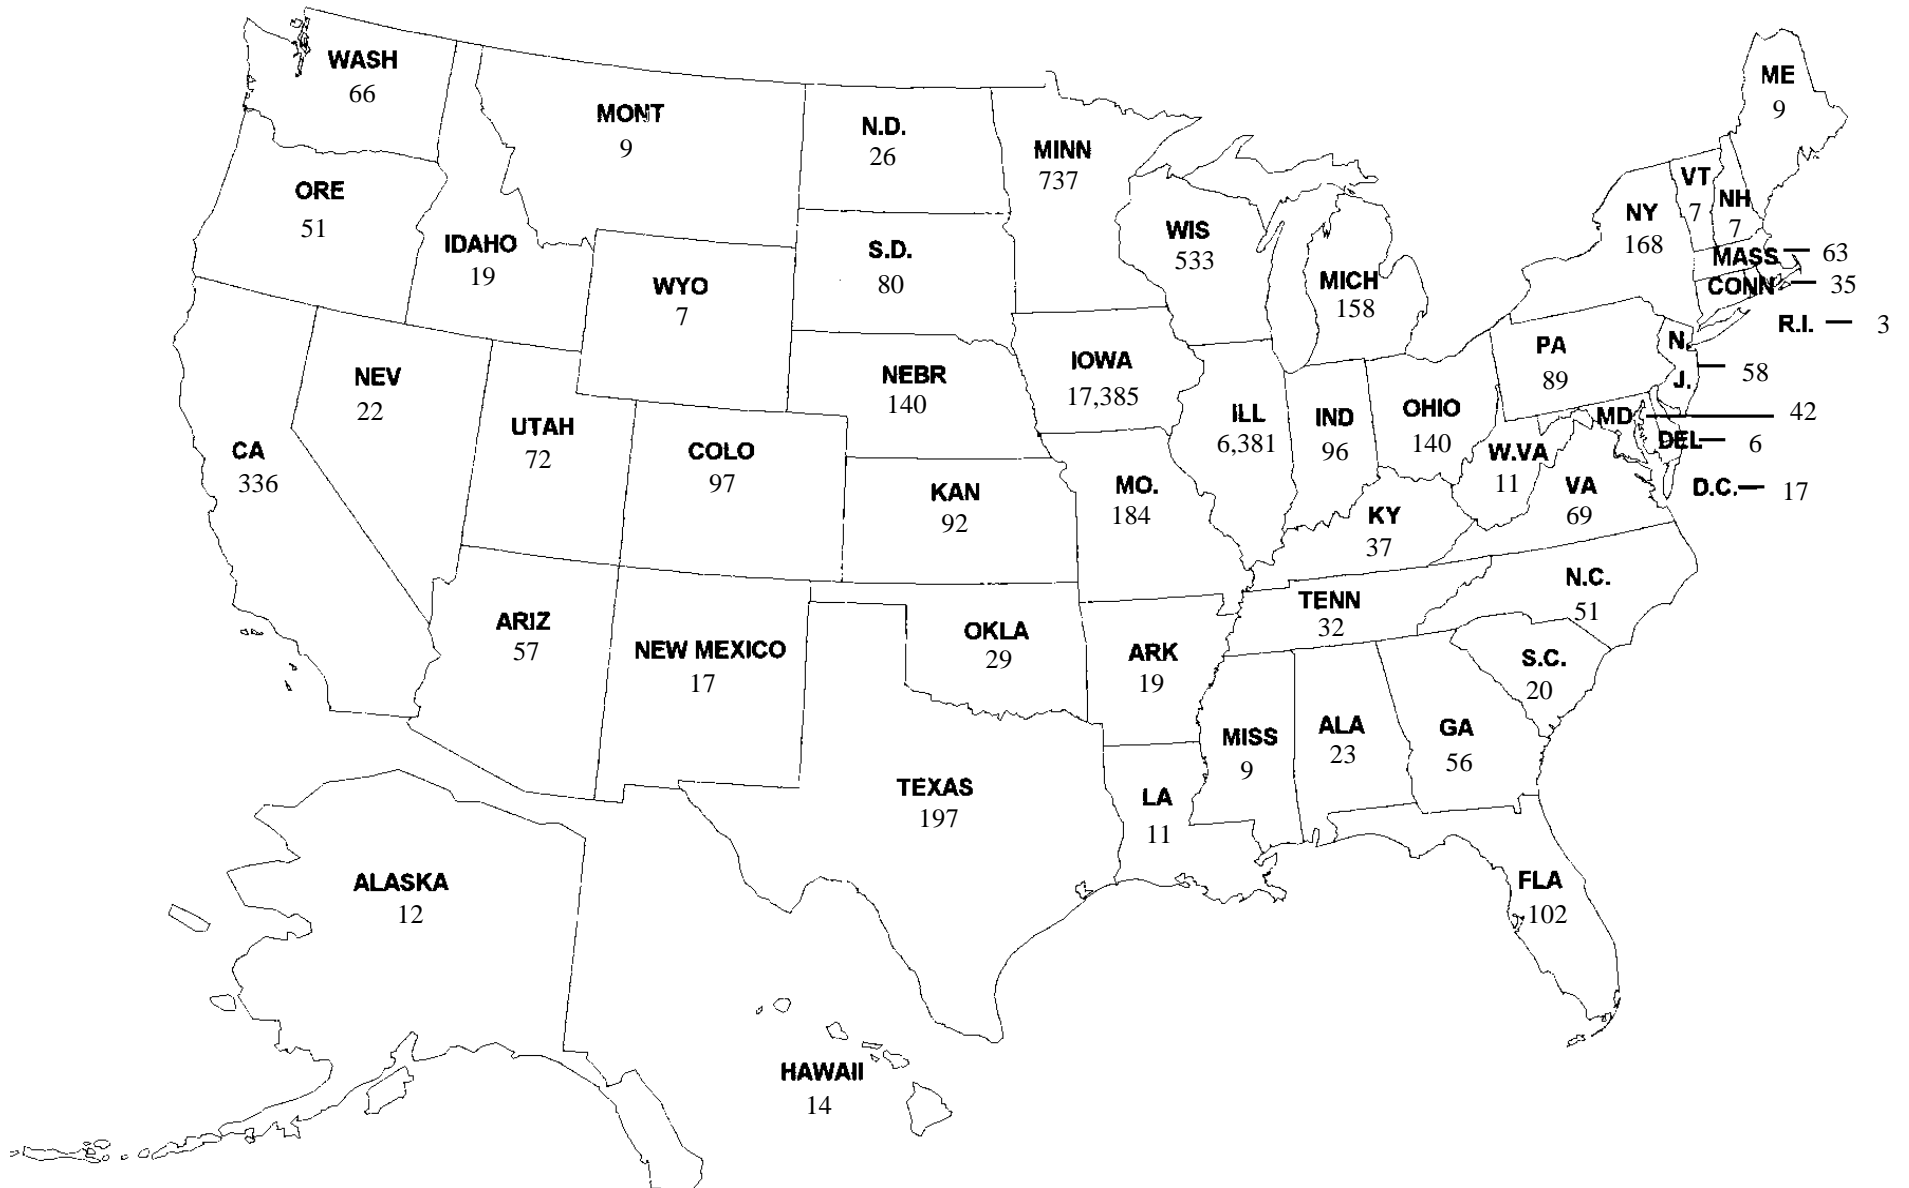 WASH
66
MONT
9
N.D.
26
MINN
737
ME
9
ORE
51
IDAHO
19
WYO
7
S.D.
80
WIS
533
MICH
158
NY
168
VT
7
NH
7
MASS 63
CONN 35
R.I. 3
CA
336
NEV
22
UTAH
72
COLO
97
NEBR
140
IOWA
17,385
ILL
6,381
IND
96
OHIO
140
PA
89
N.
J. 58
MD 42
DEL 6
D.C. 17
W.VA
11
VA
69
KAN
92
MO.
184
KY
37
N.C.
51
TENN
32
ARIZ
57
NEW MEXICO
17
OKLA
29
ARK
19
S.C.
20
MISS
9
ALA
23
GA
56
TEXAS
197
LA
11
FLA
102
ALASKA
12
HAWAII
14